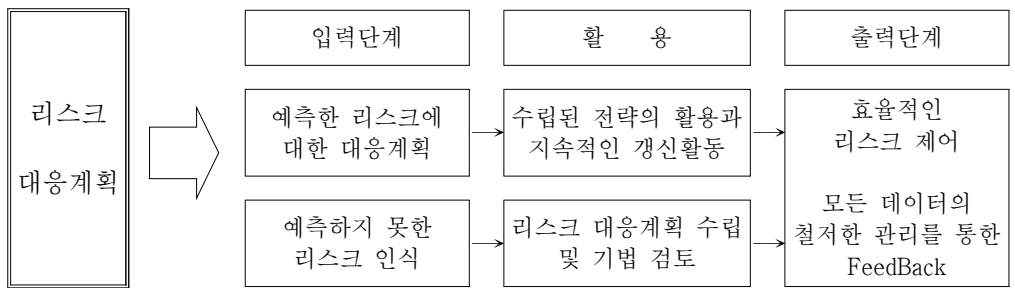 리스크
대응계획
입력단계
활 용
출력단계
예측한 리스크에
대한 대응계획
수립된 전략의 활용과
지속적인 갱신활동
예측하지 못한
리스크 인식
리스크 대응계획 수립
및 기법 검토
효율적인
리스크 제어
모든 데이터의
철저한 관리를 통한
FeedBack